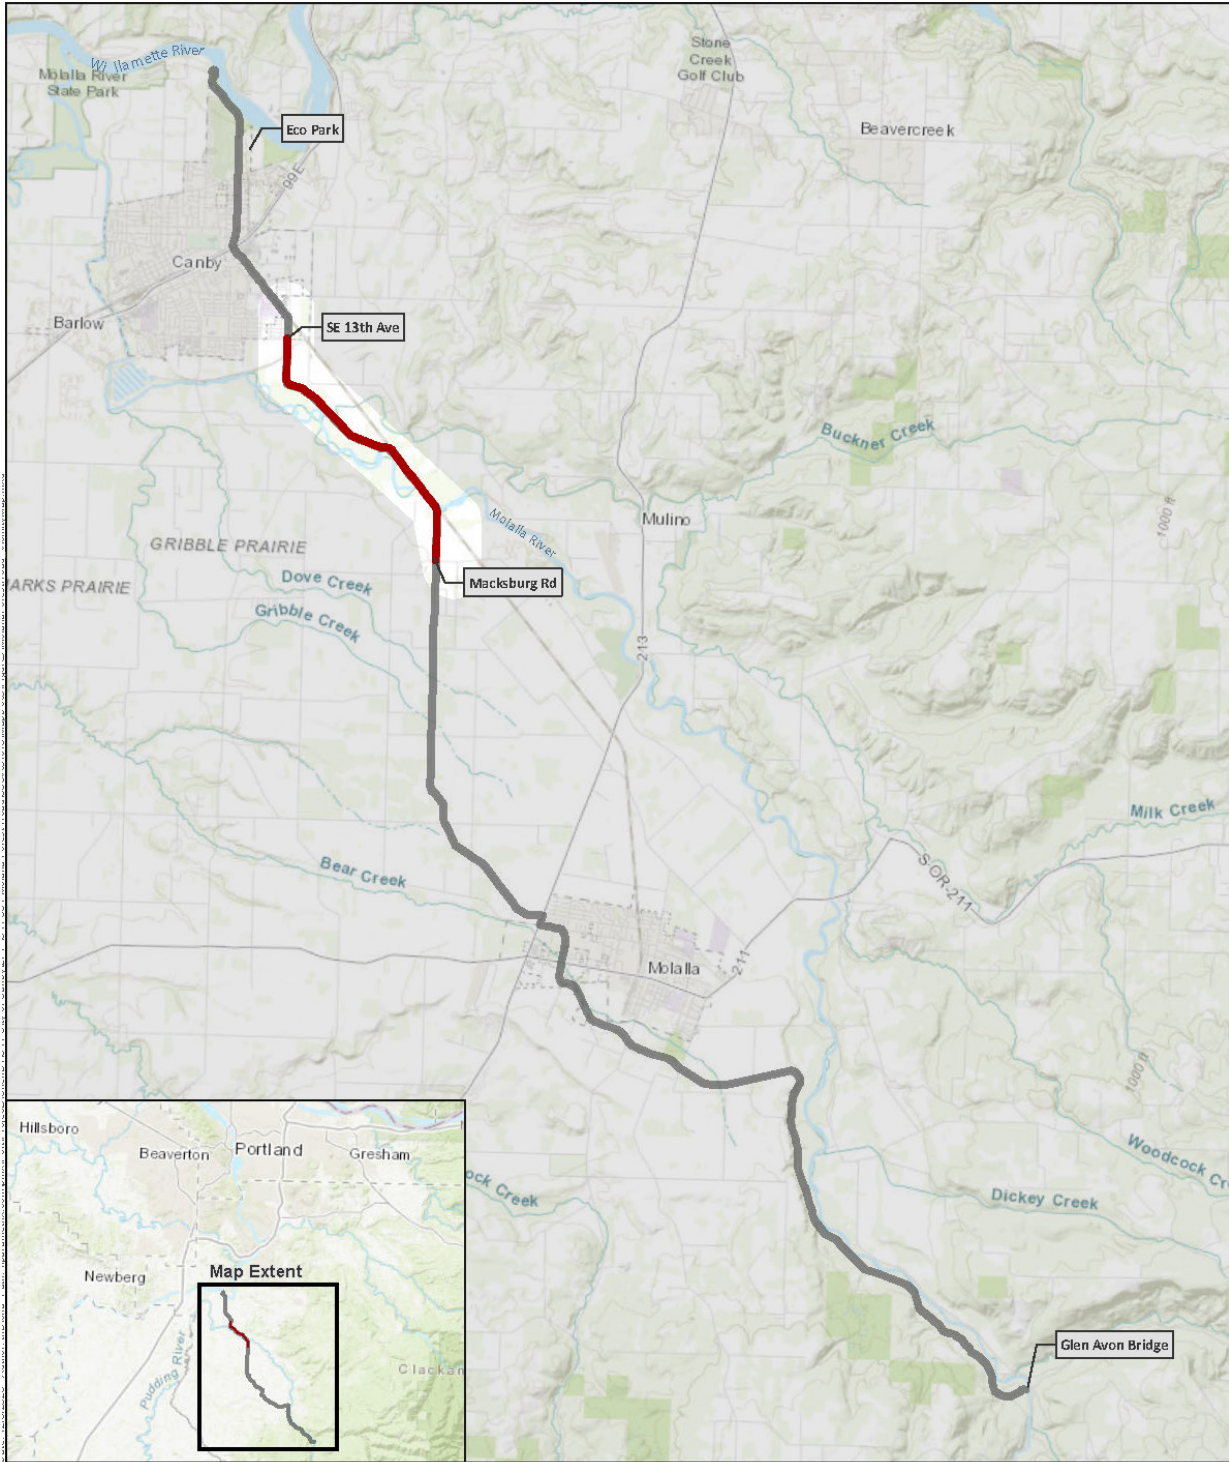 Willamette River
Molalla River
State Park
Stone
Creek
Golf Club
Eco Park
Beavercreek
99E
Canby
Barlow
SE 13th Ave
Buckner Creek
Molalla River
Mulino
1000 ft
GRIBBLE PRAIRIE
Dove Creek
ARKS PRAIRIE
Macksburg Rd
Gribble Creek
213
Milk Creek
Bear Creek
S OR-211
Molalla
211
1000 ft
Hillsboro
Beaverton
Portland
Gresham
Woodcock Cr
ock Creek
Dickey Creek
Newberg
Map Extent
Pudding River
Clackam
Glen Avon Bridge